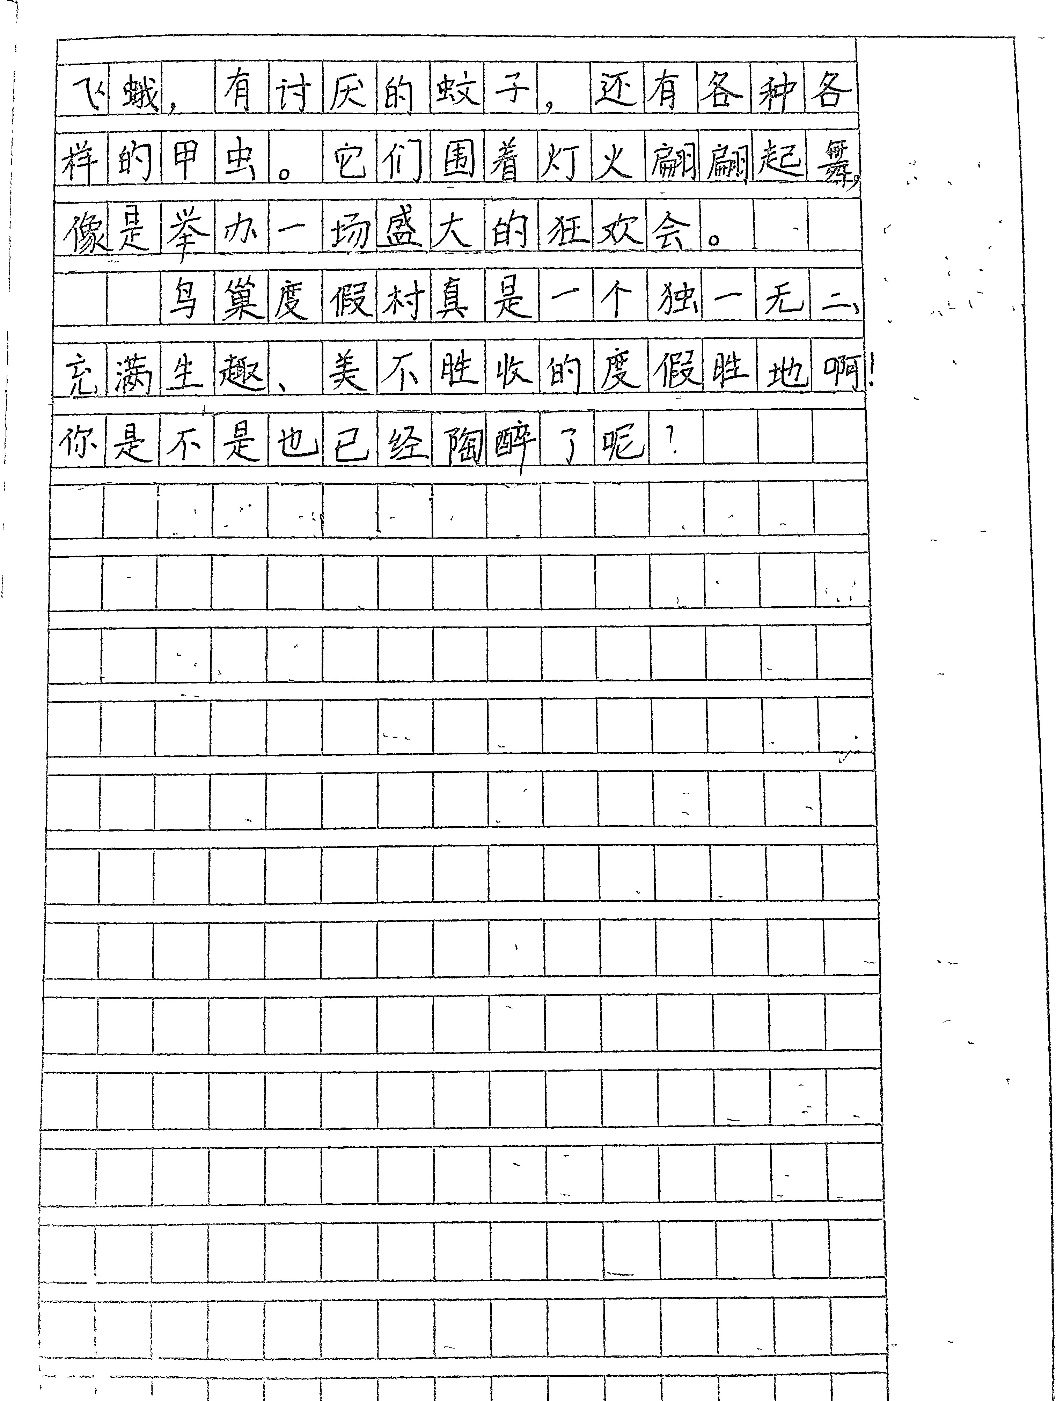 飞蛾，有讨厌的蚊子，还有各种各
样的甲虫。它们围着灯火翩翩起舞，
像是举办一场盛大的狂欢会。
鸟巢度假村真是一个独一无二、
充满生趣、美不胜收的度假胜地啊！
你是不是也已经陶醉了呢？